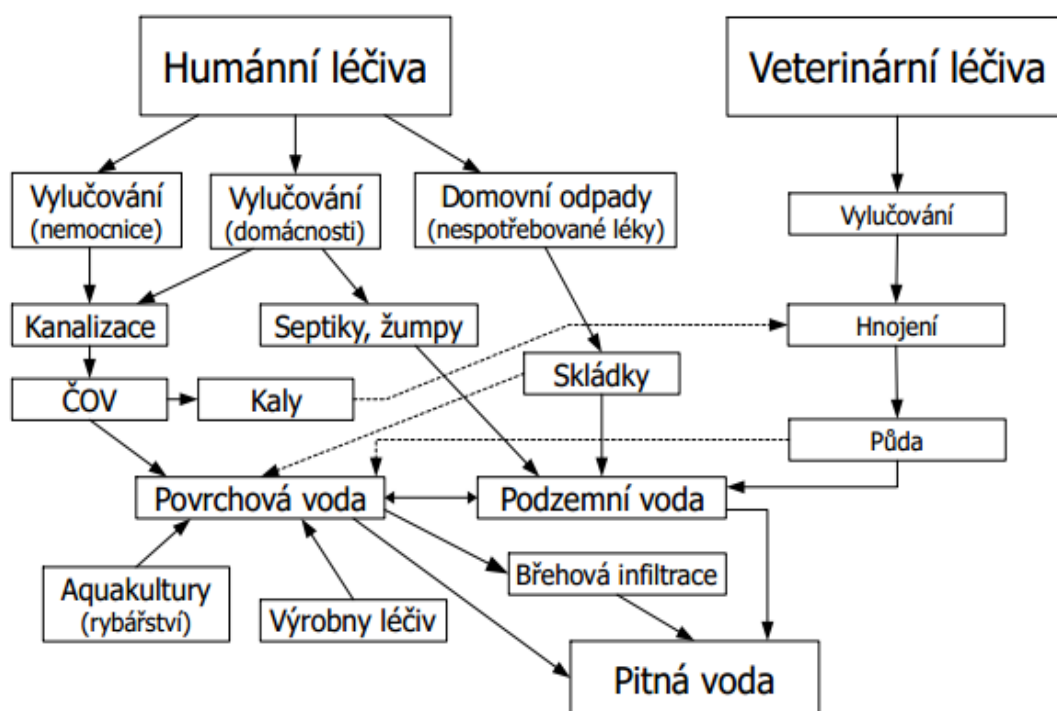 Humánní léčiva
Veterinární léčiva
Vylučování
(nemocnice)
Vylučování
(domácnosti)
Domovní odpady
(nespotřebované léky)
Vylučování
Kanalizace
Septiky, žumpy
Hnojení
Skládky
ČOV
Kaly
Půda
Povrchová voda
Podzemní voda
Břehová infiltrace
Aquakultury
(rybářství)
Výrobny léčiv
Pitná voda